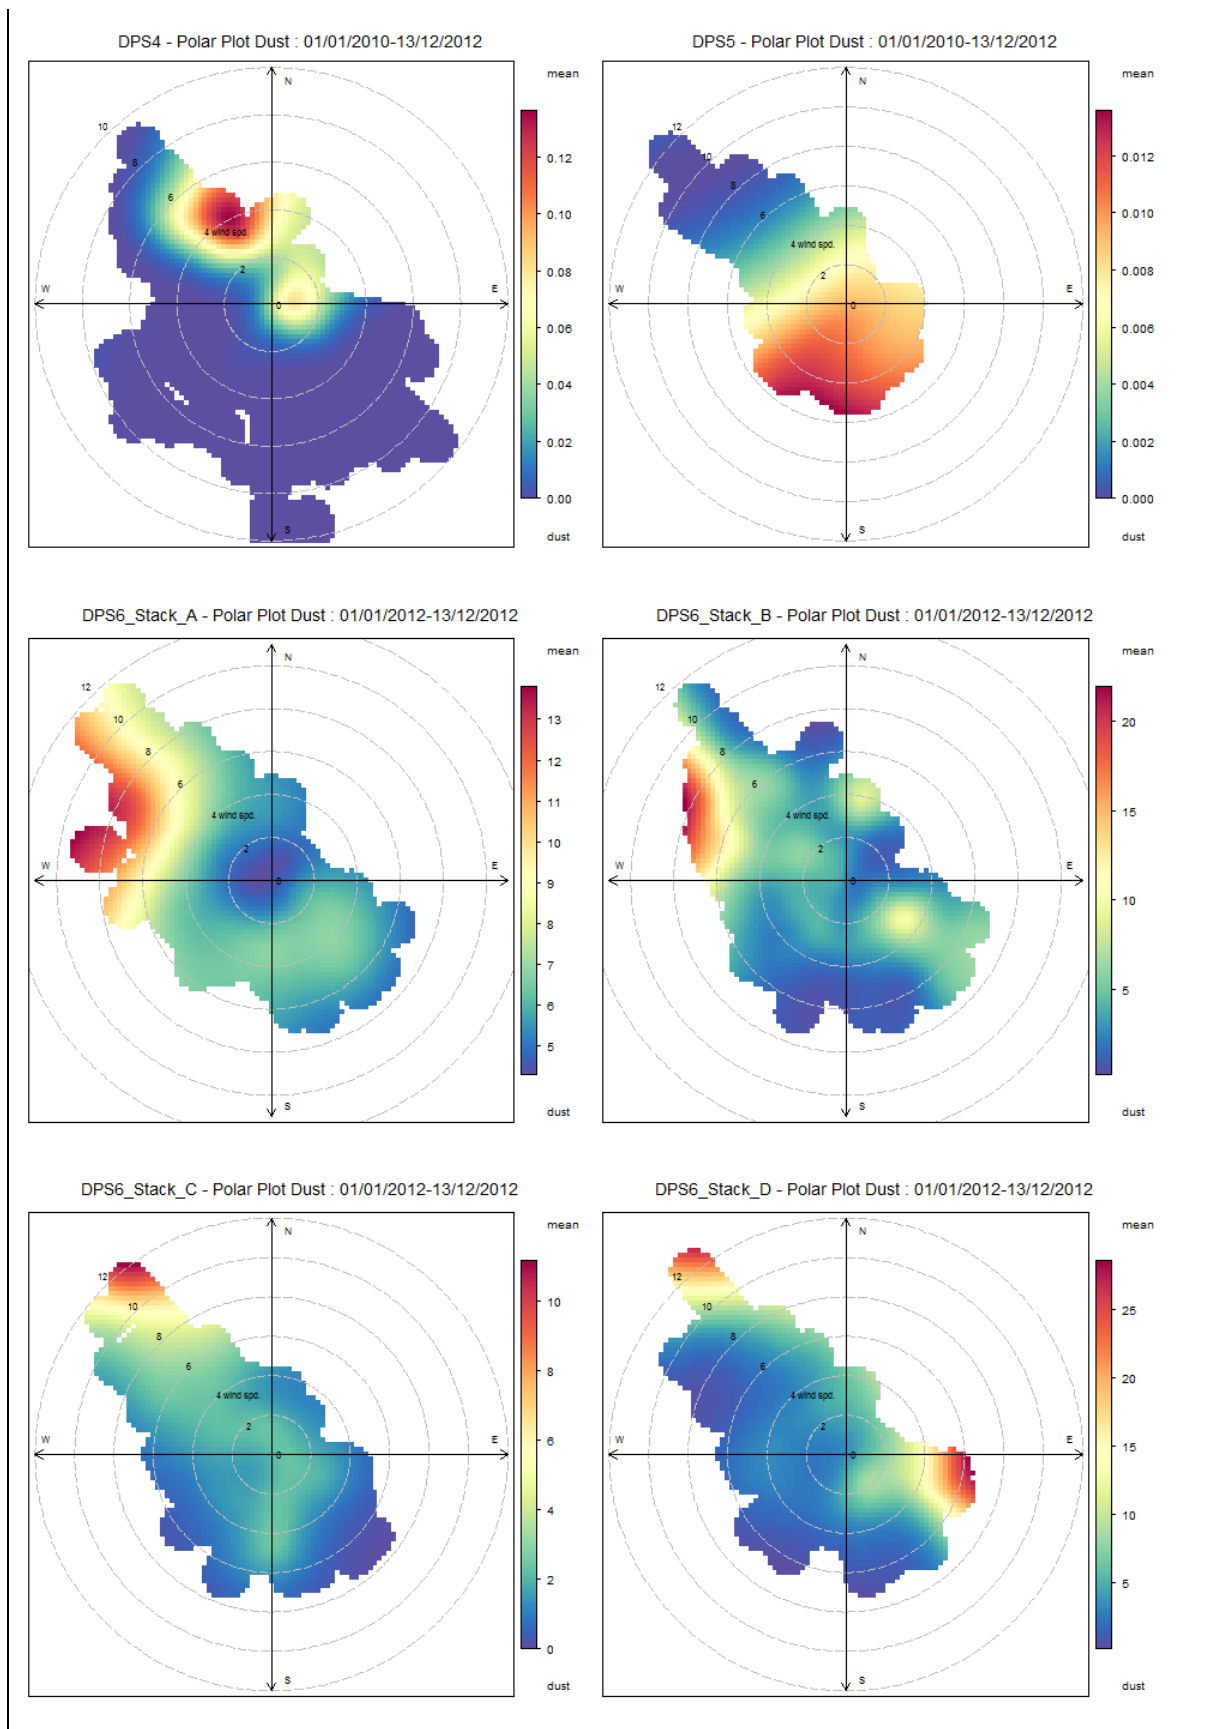 DPS4 - Polar Plot Dust : 01/01/2010-13/12/2012
mean
N
10
8
6
4 wind spd.
2
0
W
E
S
0.12
0.10
0.08
0.06
0.04
0.02
0.00
dust
DPS5 - Polar Plot Dust : 01/01/2010-13/12/2012
mean
N
12
10
8
6
4 wind spd.
2
0
W
E
S
0.012
0.010
0.008
0.006
0.004
0.002
0.000
dust
DPS6_Stack_A - Polar Plot Dust : 01/01/2012-13/12/2012
mean
N
12
10
8
6
4 wind spd.
2
0
W
E
S
13
12
11
10
9
8
7
6
5
dust
DPS6_Stack_B - Polar Plot Dust : 01/01/2012-13/12/2012
mean
N
12
10
8
6
4 wind spd.
2
0
W
E
S
20
15
10
5
dust
DPS6_Stack_C - Polar Plot Dust : 01/01/2012-13/12/2012
mean
N
12
10
8
6
4 wind spd.
2
0
W
E
S
10
8
6
4
2
0
dust
DPS6_Stack_D - Polar Plot Dust : 01/01/2012-13/12/2012
mean
N
12
10
8
6
4 wind spd.
2
0
W
E
S
25
20
15
10
5
dust